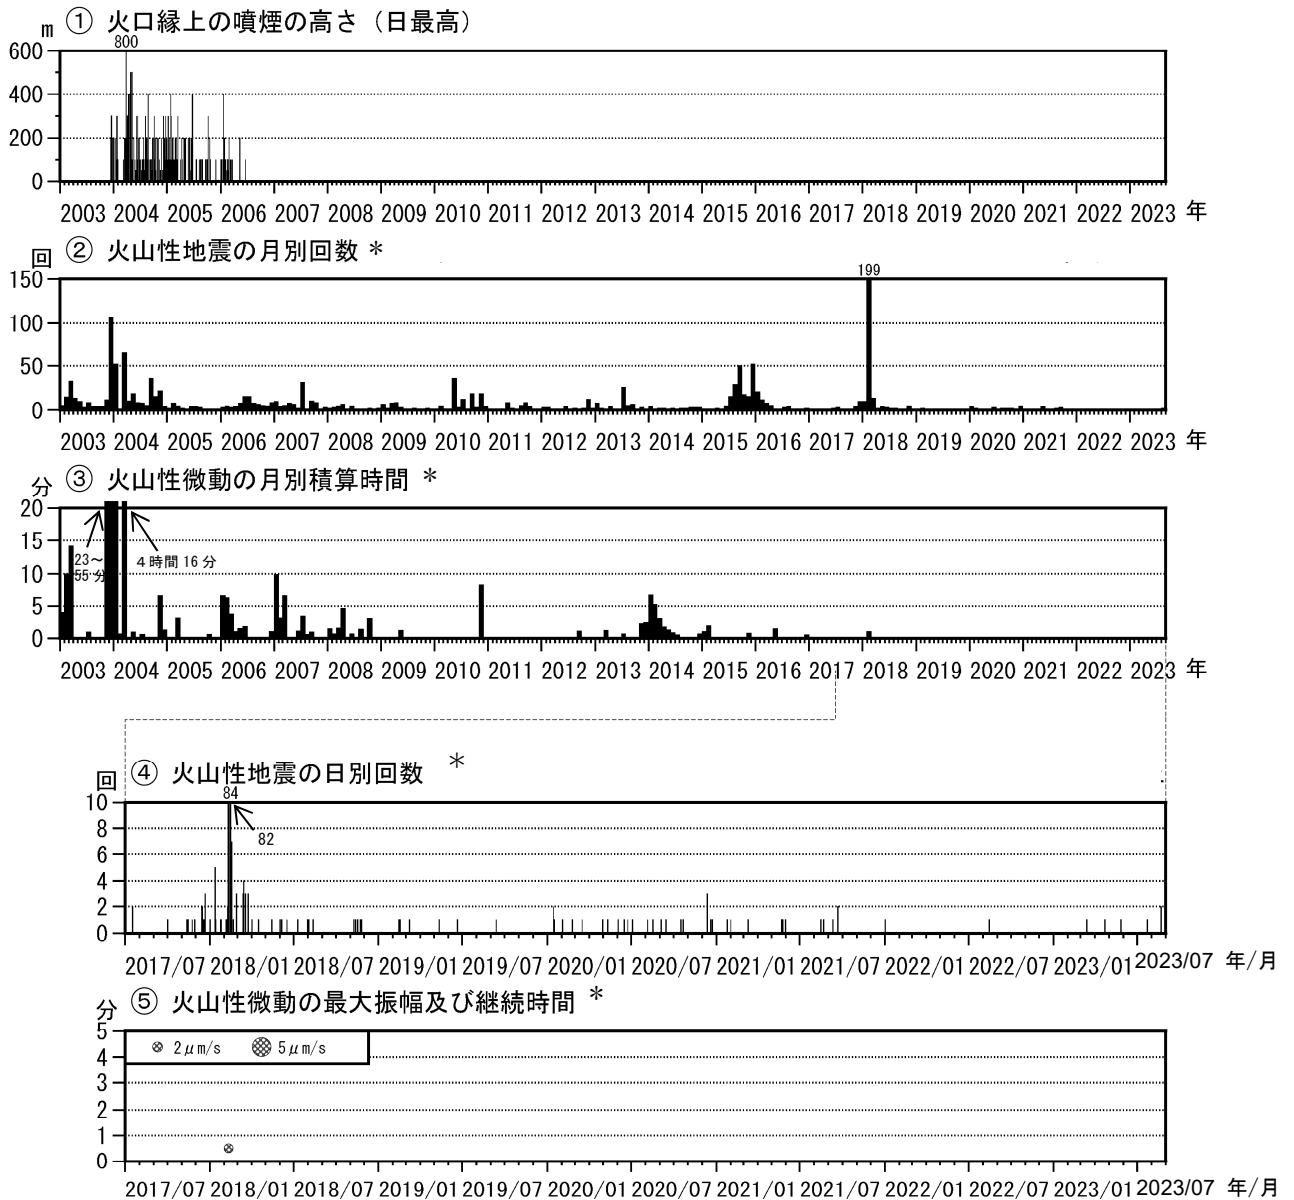 ① 火口縁上の噴煙の高さ（日最高）
m
800
600
400
200
0
2003 2004 2005 2006 2007 2008 2009 2010 2011 2012 2013 2014 2015 2016 2017 2018 2019 2020 2021 2022 2023 年
② 火山性地震の月別回数 ＊
回
199
150
100
50
0
2003 2004 2005 2006 2007 2008 2009 2010 2011 2012 2013 2014 2015 2016 2017 2018 2019 2020 2021 2022 2023 年
③ 火山性微動の月別積算時間 ＊
分
20
15
10
5
0
23～
55 分
4 時間 16 分
2003 2004 2005 2006 2007 2008 2009 2010 2011 2012 2013 2014 2015 2016 2017 2018 2019 2020 2021 2022 2023 年
④ 火山性地震の日別回数 ＊
回
84
82
10
8
6
4
2
0
2017/07 2018/01 2018/07 2019/01 2019/07 2020/01 2020/07 2021/01 2021/07 2022/01 2022/07 2023/01 2023/07 年/月
⑤ 火山性微動の最大振幅及び継続時間 ＊
分
5
4
3
2
1
0
2μm/s 5μm/s
2017/07 2018/01 2018/07 2019/01 2019/07 2020/01 2020/07 2021/01 2021/07 2022/01 2022/07 2023/01 2023/07 年/月